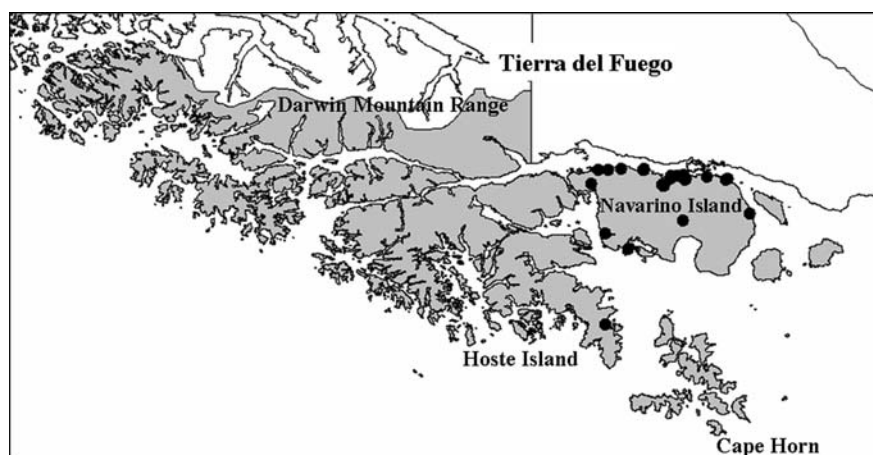 Tierra del Fuego
Darwin Mountain Range
Navarino Island
Hoste Island
Cape Horn